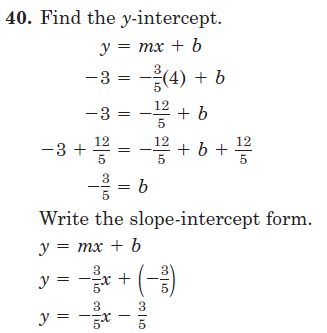 40. Find the y-intercept.
y = mx + b
-3 = -3/5(4) + b
-3 = -12/5 + b
-3 + 12/5 = -12/5 + b + 12/5
-3/5 = b
Write the slope-intercept form.
y = mx + b
y = -3/5x + (-3/5)
y = -3/5x - 3/5